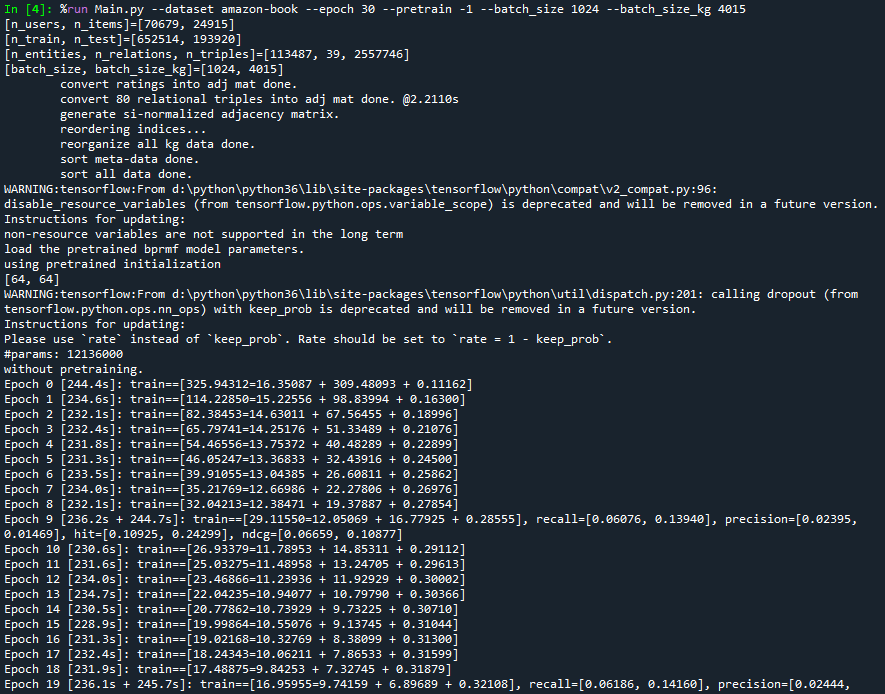 In [4]: %run Main.py --dataset amazon-book --epoch 30 --pretrain -1 --batch_size 1024 --batch_size_kg 4015
[n_users, n_items]=[70679, 24915]
[n_train, n_test]=[652514, 193920]
[n_entities, n_relations, n_triples]=[113487, 39, 2557746]
[batch_size, batch_size_kg]=[1024, 4015]
convert ratings into adj mat done.
convert 80 relational triples into adj mat done. @2.2110s
generate si-normalized adjacency matrix.
reordering indices...
reorganize all kg data done.
sort meta-data done.
sort all data done.
WARNING:tensorflow:From d:\python\python36\lib\site-packages\tensorflow\python\compat\v2_compat.py:96:
disable_resource_variables (from tensorflow.python.ops.variable_scope) is deprecated and will be removed in a future version.
Instructions for updating:
non-resource variables are not supported in the long term
load the pretrained bprmf model parameters.
using pretrained initialization
[64, 64]
WARNING:tensorflow:From d:\python\python36\lib\site-packages\tensorflow\python\util\dispatch.py:201: calling dropout (from
tensorflow.python.ops.nn_ops) with keep_prob is deprecated and will be removed in a future version.
Instructions for updating:
Please use `rate` instead of `keep_prob`. Rate should be set to `rate = 1 - keep_prob`.
#params: 12136000
without pretraining.
Epoch 0 [244.4s]: train==[325.94312=16.35087 + 309.48093 + 0.11162]
Epoch 1 [234.6s]: train==[114.22850=15.22556 + 98.83994 + 0.16300]
Epoch 2 [232.1s]: train==[82.38453=14.63011 + 67.56455 + 0.18996]
Epoch 3 [232.4s]: train==[65.79741=14.25176 + 51.33489 + 0.21076]
Epoch 4 [231.8s]: train==[54.46556=13.75372 + 40.48289 + 0.22899]
Epoch 5 [231.3s]: train==[46.05247=13.36833 + 32.43916 + 0.24500]
Epoch 6 [233.5s]: train==[39.91055=13.04385 + 26.60811 + 0.25862]
Epoch 7 [234.0s]: train==[35.21769=12.66986 + 22.27806 + 0.26976]
Epoch 8 [232.1s]: train==[32.04213=12.38471 + 19.37887 + 0.27854]
Epoch 9 [236.2s + 244.7s]: train==[29.11550=12.05069 + 16.77925 + 0.28555], recall=[0.06076, 0.13940], precision=[0.02395,
0.01469], hit=[0.10925, 0.24299], ndcg=[0.06659, 0.10877]
Epoch 10 [230.6s]: train==[26.93379=11.78953 + 14.85311 + 0.29112]
Epoch 11 [231.6s]: train==[25.03275=11.48958 + 13.24705 + 0.29613]
Epoch 12 [234.0s]: train==[23.46866=11.23936 + 11.92929 + 0.30002]
Epoch 13 [234.7s]: train==[22.04235=10.94077 + 10.79790 + 0.30366]
Epoch 14 [230.5s]: train==[20.77862=10.73929 + 9.73225 + 0.30710]
Epoch 15 [228.9s]: train==[19.99864=10.55076 + 9.13745 + 0.31044]
Epoch 16 [231.3s]: train==[19.02168=10.32769 + 8.38099 + 0.31300]
Epoch 17 [232.4s]: train==[18.24343=10.06211 + 7.86533 + 0.31599]
Epoch 18 [231.9s]: train==[17.48875=9.84253 + 7.32745 + 0.31879]
Epoch 19 [236.1s + 245.7s]: train==[16.95955=9.74159 + 6.89689 + 0.32108], recall=[0.06186, 0.14160], precision=[0.02444,